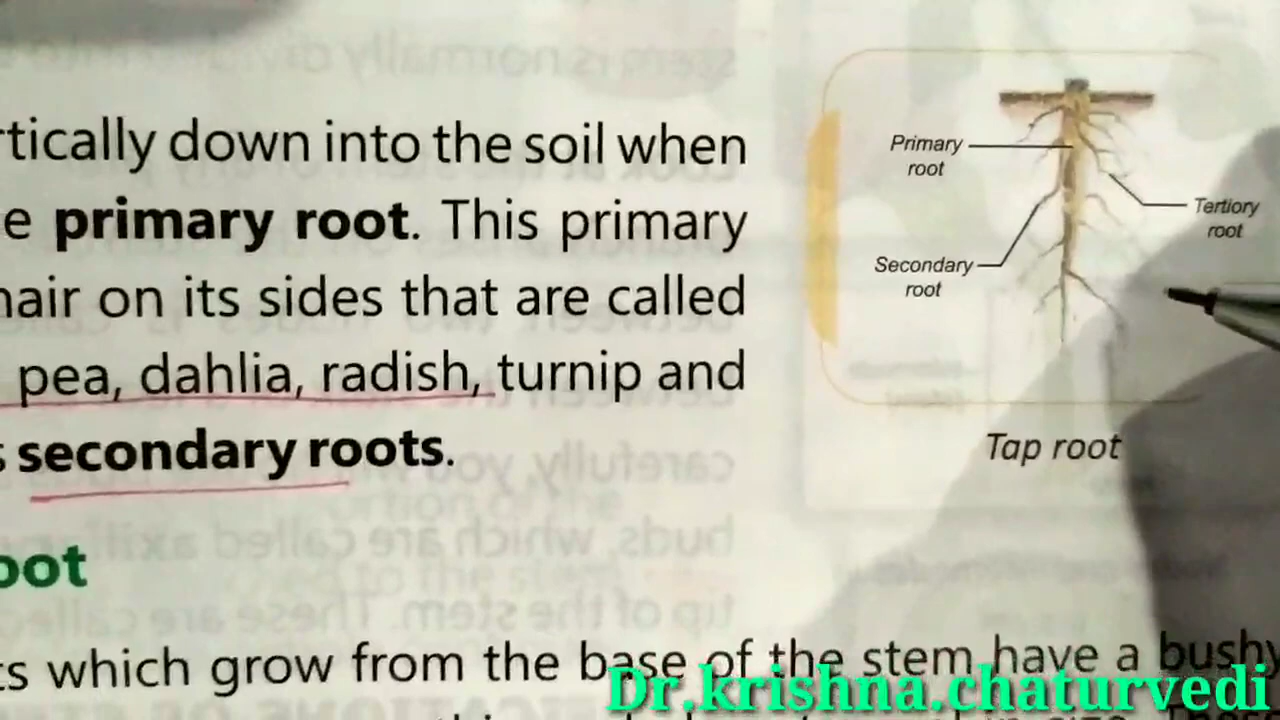 rtically down into the soil when
e primary root. This primary
hair on its sides that are called
pea, dahlia, radish, turnip and
s secondary roots.
Primary
root
Secondary
root
Tertiory
root
Tap root
oot
ts which grow from the base of the stem have a bushy
Dr.krishna.chaturvedi